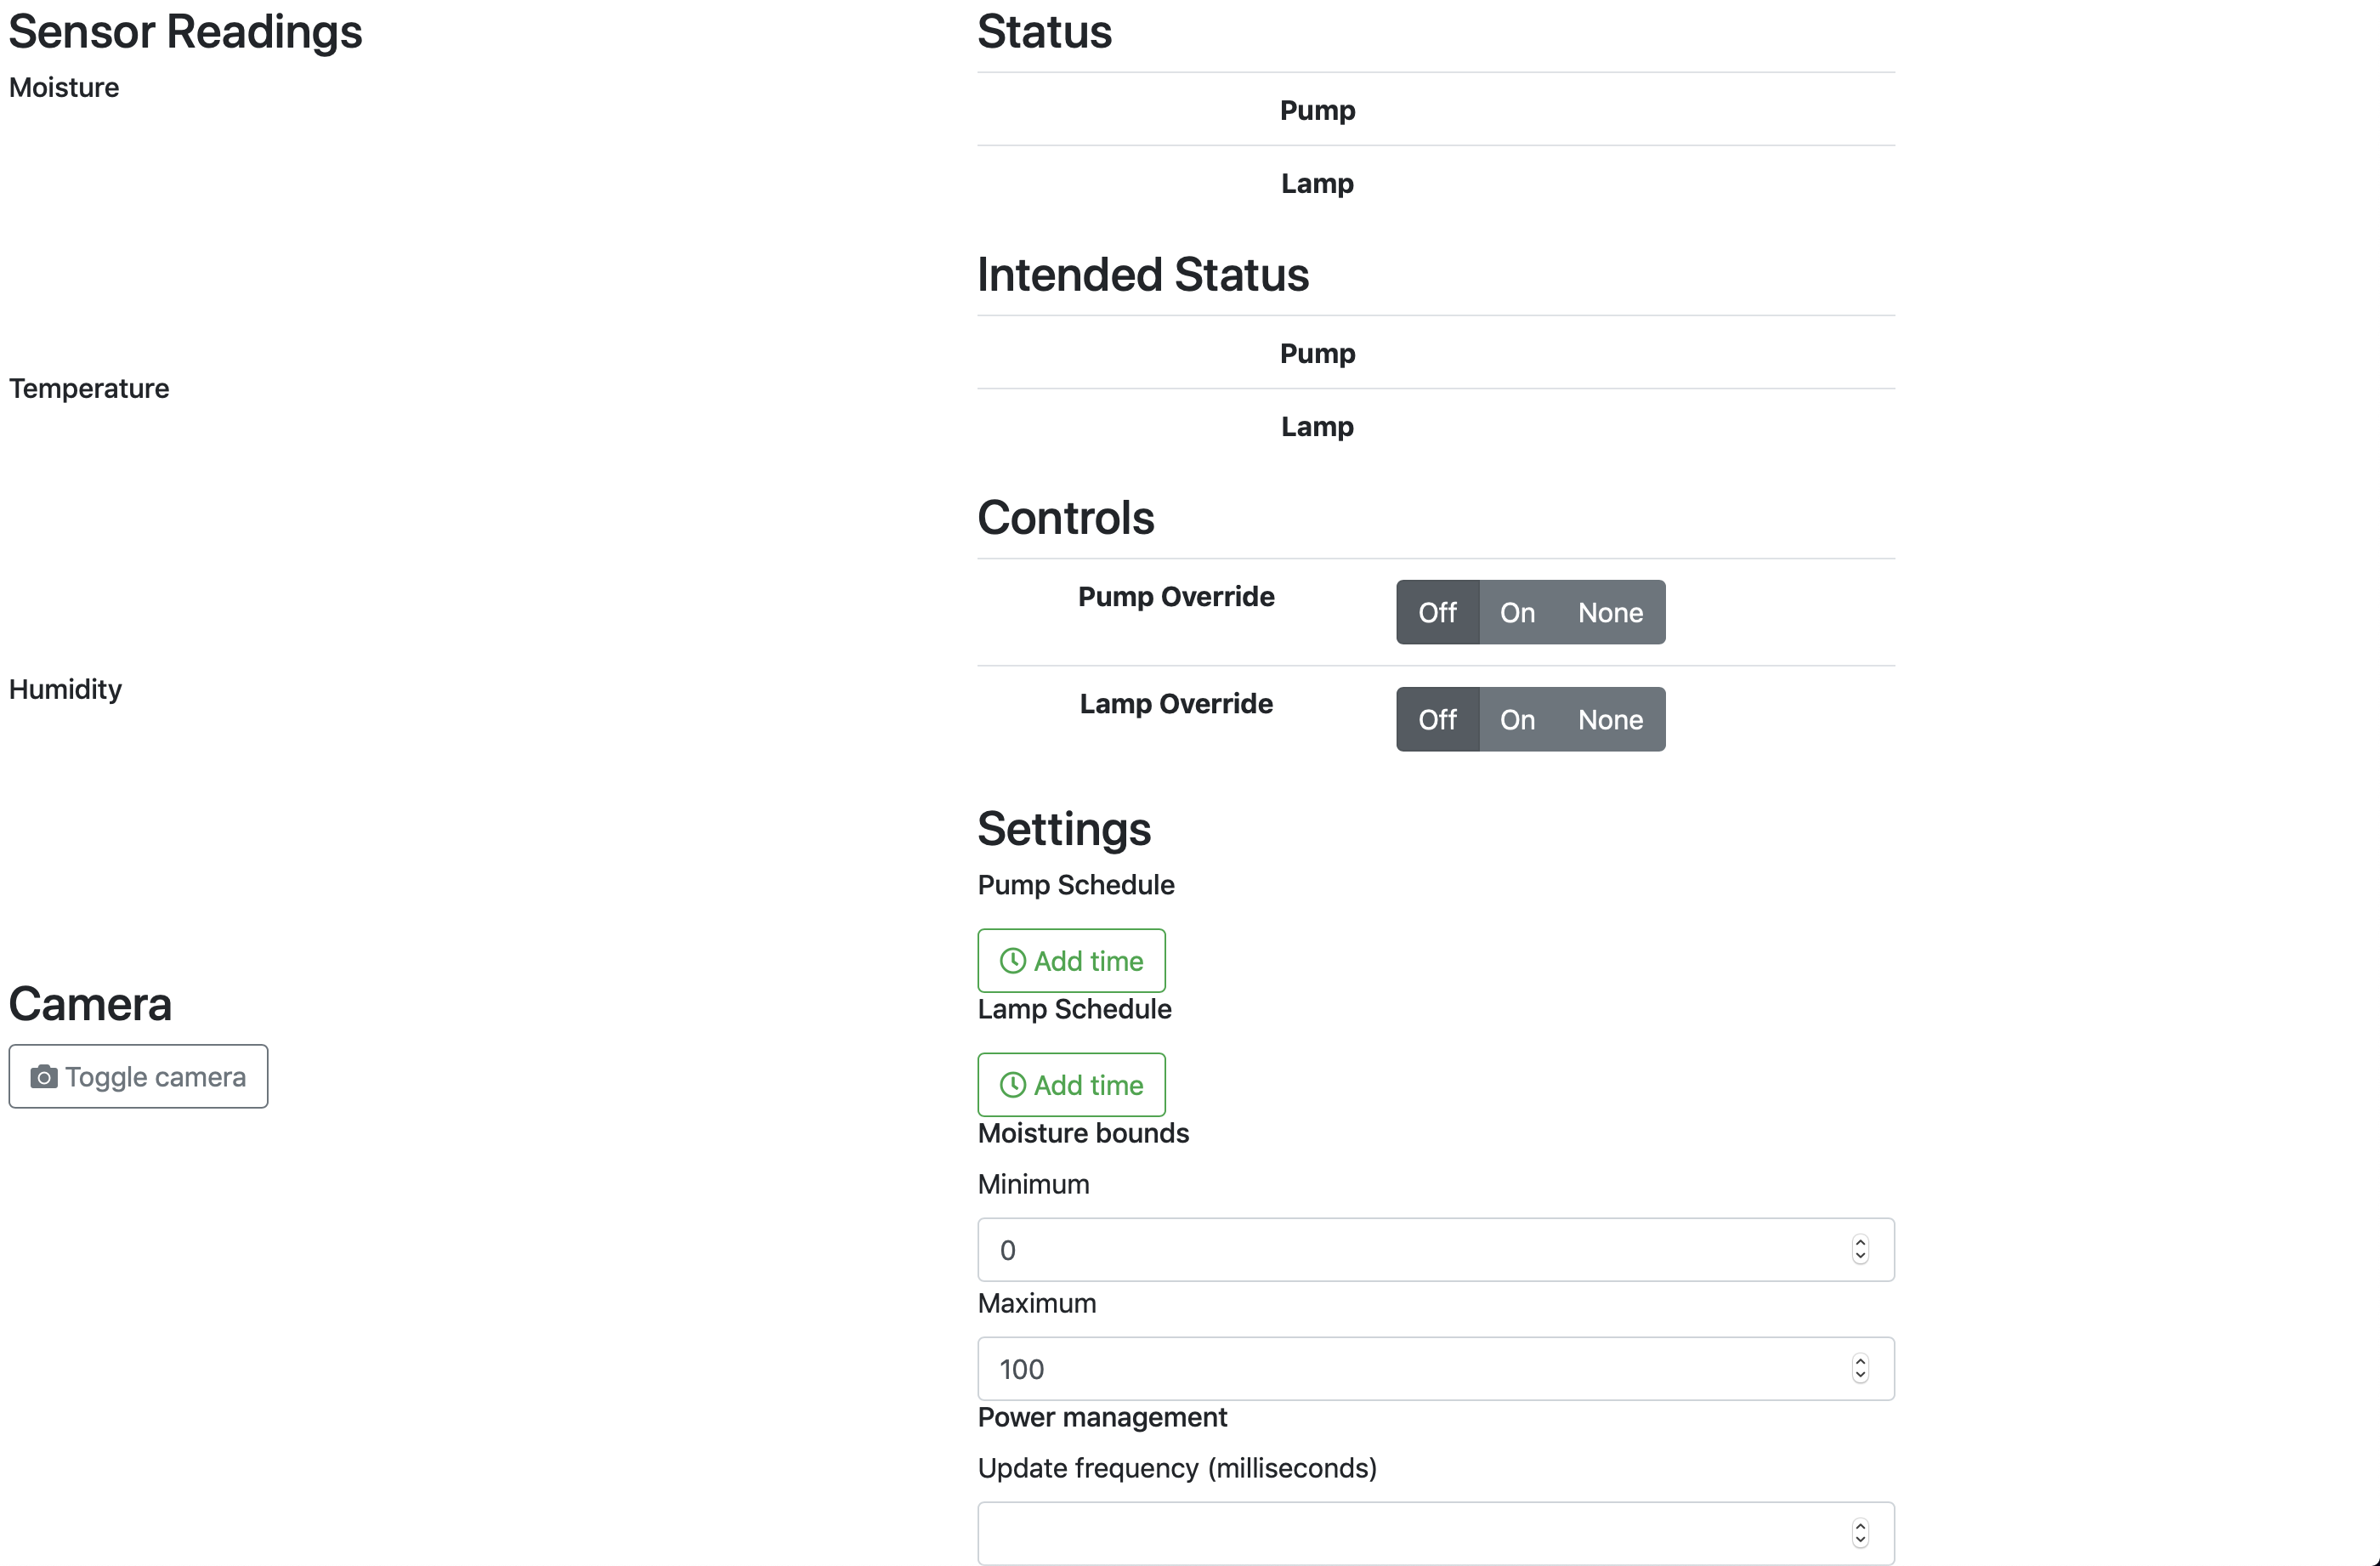 Sensor Readings
Moisture
Temperature
Humidity
Camera
Toggle camera
Status
Pump
Lamp
Intended Status
Pump
Lamp
Controls
Pump Override Off On None
Lamp Override Off On None
Settings
Pump Schedule
Add time
Lamp Schedule
Add time
Moisture bounds
Minimum
0
Maximum
100
Power management
Update frequency (milliseconds)